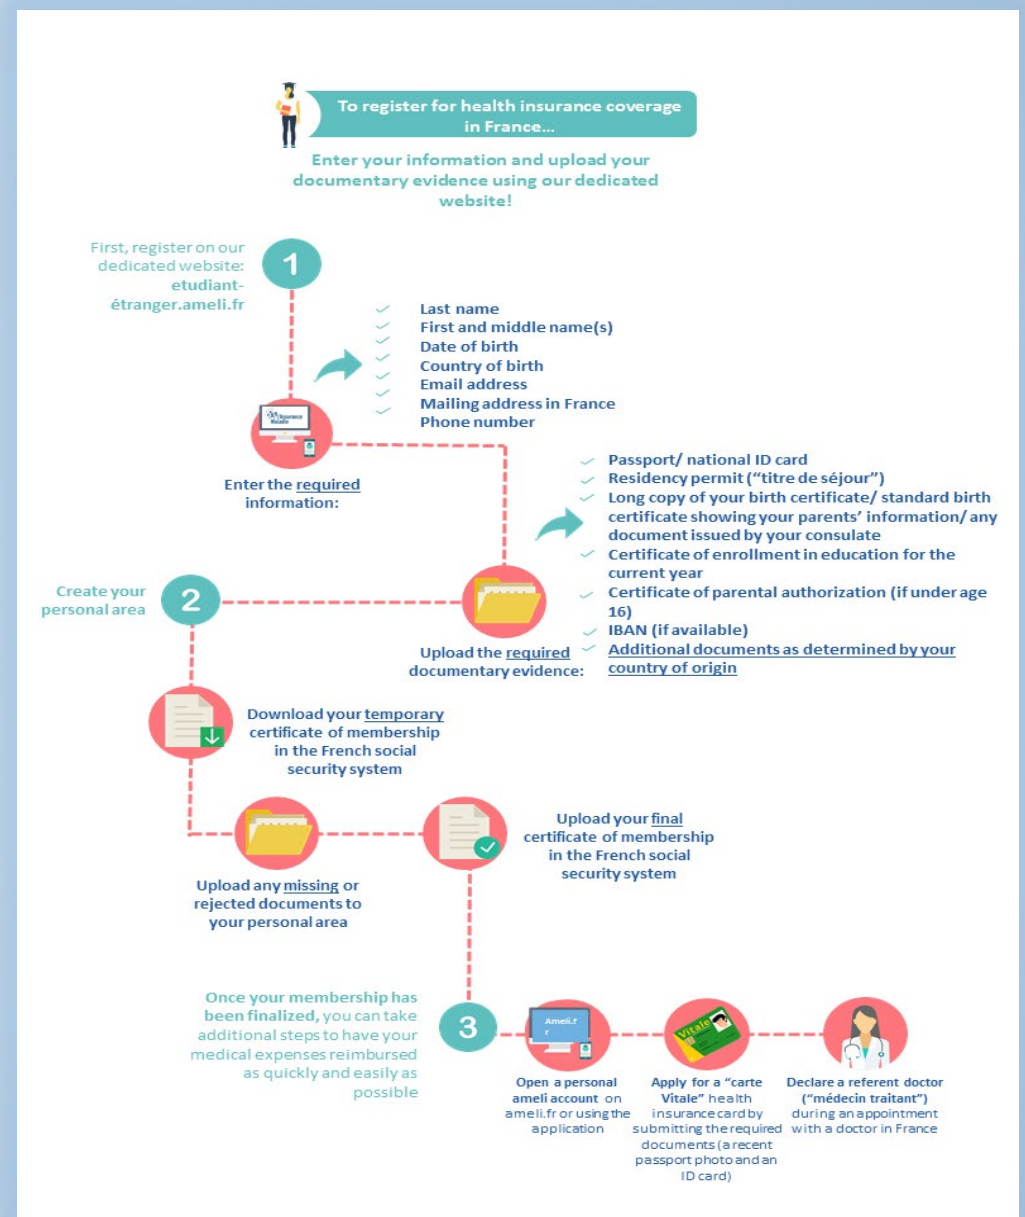 To register for health insurance coverage
in France...
Enter your information and upload your
documentary evidence using our dedicated
website!
First, register on our
dedicated website:
etudiant-
étranger.ameli.fr
1
Last name
First and middle name(s)
Date of birth
Country of birth
Email address
Mailing address in France
Phone number
Enter the required
information:
Passport/ national ID card
Residency permit (“titre de séjour”)
Long copy of your birth certificate/ standard birth
certificate showing your parents’ information/ any
document issued by your consulate
Certificate of enrollment in education for the
current year
Certificate of parental authorization (if under age
16)
IBAN (if available)
Additional documents as determined by your
country of origin
Upload the required
documentary evidence:
Create your
personal area
2
Download your temporary
certificate of membership
in the French social
security system
Upload any missing or
rejected documents to
your personal area
Upload your final
certificate of membership
in the French social
security system
Once your membership has
been finalized, you can take
additional steps to have your
medical expenses reimbursed
as quickly and easily as
possible
3
Ameli.f
r
Open a personal
ameli account on
ameli.fr or using the
application
Vitale
Apply for a “carte
Vitale” health
insurance card by
submitting the required
documents (a recent
passport photo and an
ID card)
Declare a referent doctor
(“médecin traitant”)
during an appointment
with a doctor in France